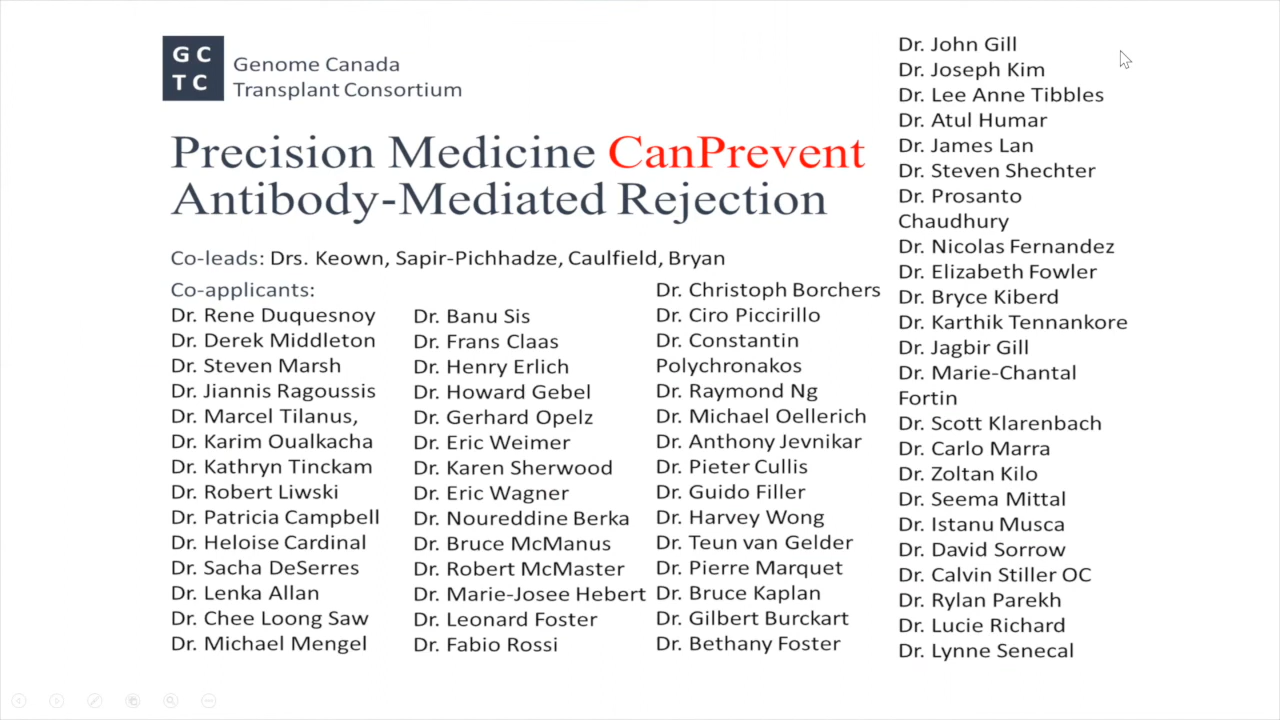 G C
T C
Genome Canada
Transplant Consortium
Precision Medicine CanPrevent
Antibody-Mediated Rejection
Co-leads: Drs. Keown, Sapir-Pichhadze, Caulfield, Bryan
Co-applicants:
Dr. Rene Duquesnoy
Dr. Derek Middleton
Dr. Steven Marsh
Dr. Jiannis Ragoussis
Dr. Marcel Tilanus,
Dr. Karim Oualkacha
Dr. Kathryn Tinckam
Dr. Robert Liwski
Dr. Patricia Campbell
Dr. Heloise Cardinal
Dr. Sacha DeSerres
Dr. Lenka Allan
Dr. Chee Loong Saw
Dr. Michael Mengel
Dr. Banu Sis
Dr. Frans Claas
Dr. Henry Erlich
Dr. Howard Gebel
Dr. Gerhard Opelz
Dr. Eric Weimer
Dr. Karen Sherwood
Dr. Eric Wagner
Dr. Noureddine Berka
Dr. Bruce McManus
Dr. Robert McMaster
Dr. Marie-Josee Hebert
Dr. Leonard Foster
Dr. Fabio Rossi
Dr. Christoph Borchers
Dr. Ciro Piccirillo
Dr. Constantin
Polychronakos
Dr. Raymond Ng
Dr. Michael Oellerich
Dr. Anthony Jevnikar
Dr. Pieter Cullis
Dr. Guido Filler
Dr. Harvey Wong
Dr. Teun van Gelder
Dr. Pierre Marquet
Dr. Bruce Kaplan
Dr. Gilbert Burckart
Dr. Bethany Foster
Dr. John Gill
Dr. Joseph Kim
Dr. Lee Anne Tibbles
Dr. Atul Humar
Dr. James Lan
Dr. Steven Shechter
Dr. Prosanto
Chaudhury
Dr. Nicolas Fernandez
Dr. Elizabeth Fowler
Dr. Bryce Kiberd
Dr. Karthik Tennankore
Dr. Jagbir Gill
Dr. Marie-Chantal
Fortin
Dr. Scott Klarenbach
Dr. Carlo Marra
Dr. Zoltan Kilo
Dr. Seema Mittal
Dr. Istanu Musca
Dr. David Sorrow
Dr. Calvin Stiller OC
Dr. Rylan Parekh
Dr. Lucie Richard
Dr. Lynne Senecal